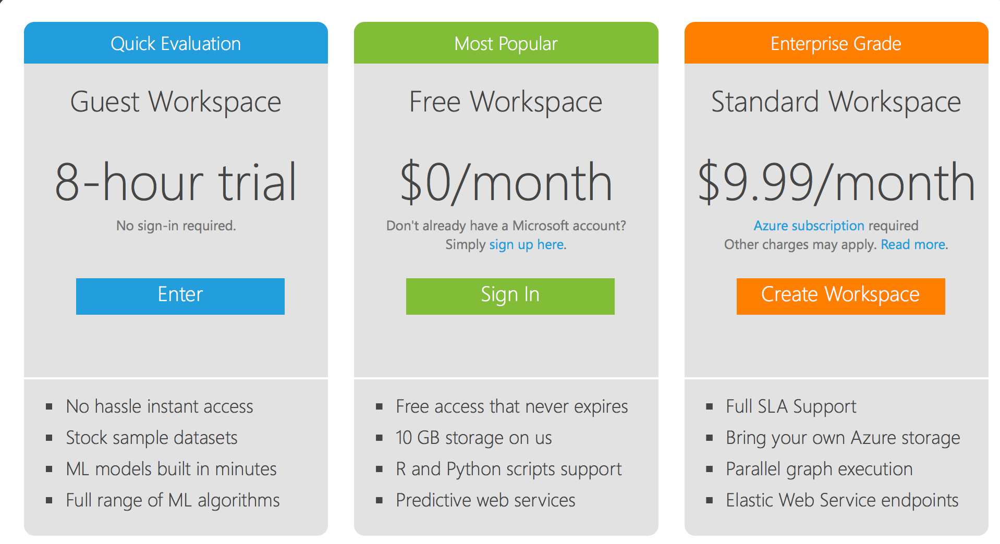 Quick Evaluation
Guest Workspace
8-hour trial
No sign-in required.
Enter
No hassle instant access
Stock sample datasets
ML models built in minutes
Full range of ML algorithms
Most Popular
Free Workspace
$0/month
Don't already have a Microsoft account?
Simply sign up here.
Sign In
Free access that never expires
10 GB storage on us
R and Python scripts support
Predictive web services
Enterprise Grade
Standard Workspace
$9.99/month
Azure subscription required
Other charges may apply. Read more.
Create Workspace
Full SLA Support
Bring your own Azure storage
Parallel graph execution
Elastic Web Service endpoints